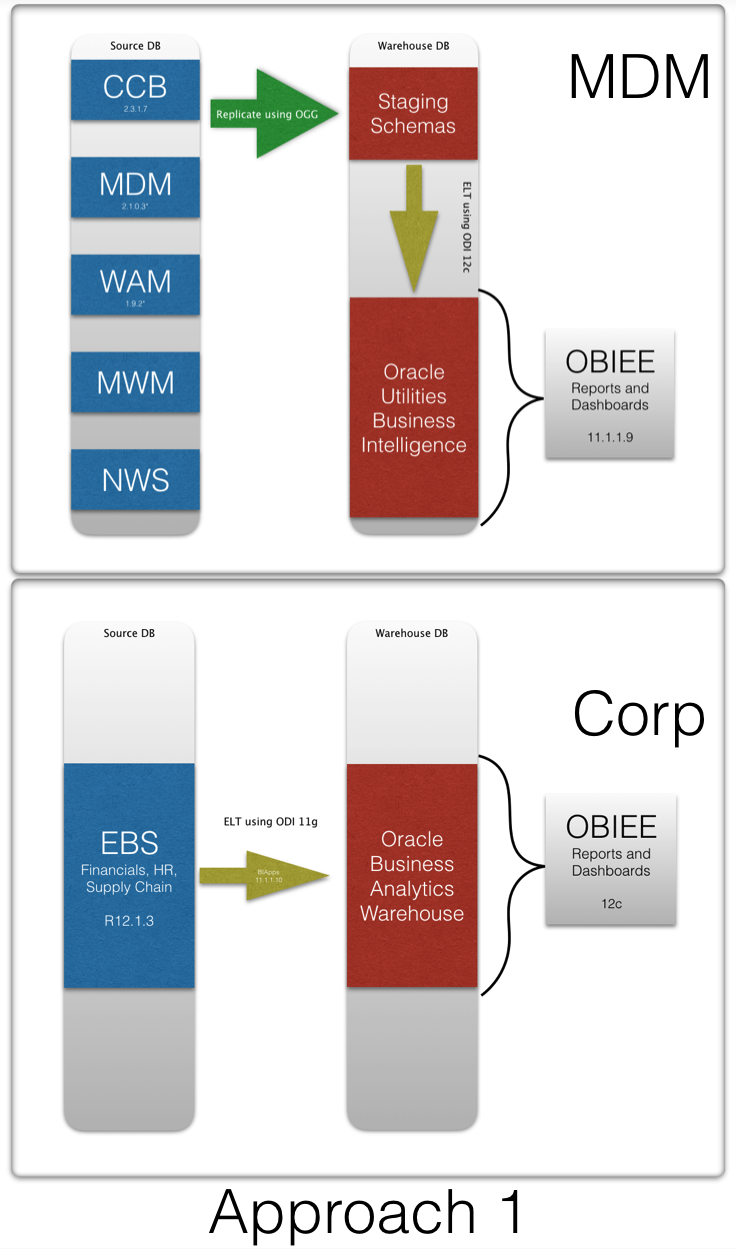 MDM
Source DB
CCB
2.3.1.7
MDM
2.1.0.3*
WAM
1.9.2*
MWM
NWS
Replicate using OGG
Warehouse DB
Staging
Schemas
ELT using ODI 12c
Oracle
Utilities
Business
Intelligence
OBIEE
Reports and
Dashboards
11.1.1.9
Corp
Source DB
EBS
Financials, HR,
Supply Chain
R12.1.3
ELT using ODI 11g
BIApps
11.1.1.10
Warehouse DB
Oracle
Business
Analytics
Warehouse
OBIEE
Reports and
Dashboards
12c
Approach 1